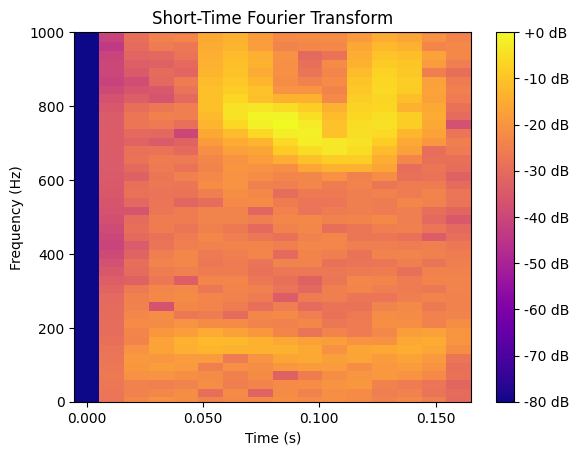 Short-Time Fourier Transform
1000
800
600
400
200
0
Frequency (Hz)
0.000
0.050
0.100
0.150
Time (s)
+0 dB
-10 dB
-20 dB
-30 dB
-40 dB
-50 dB
-60 dB
-70 dB
-80 dB